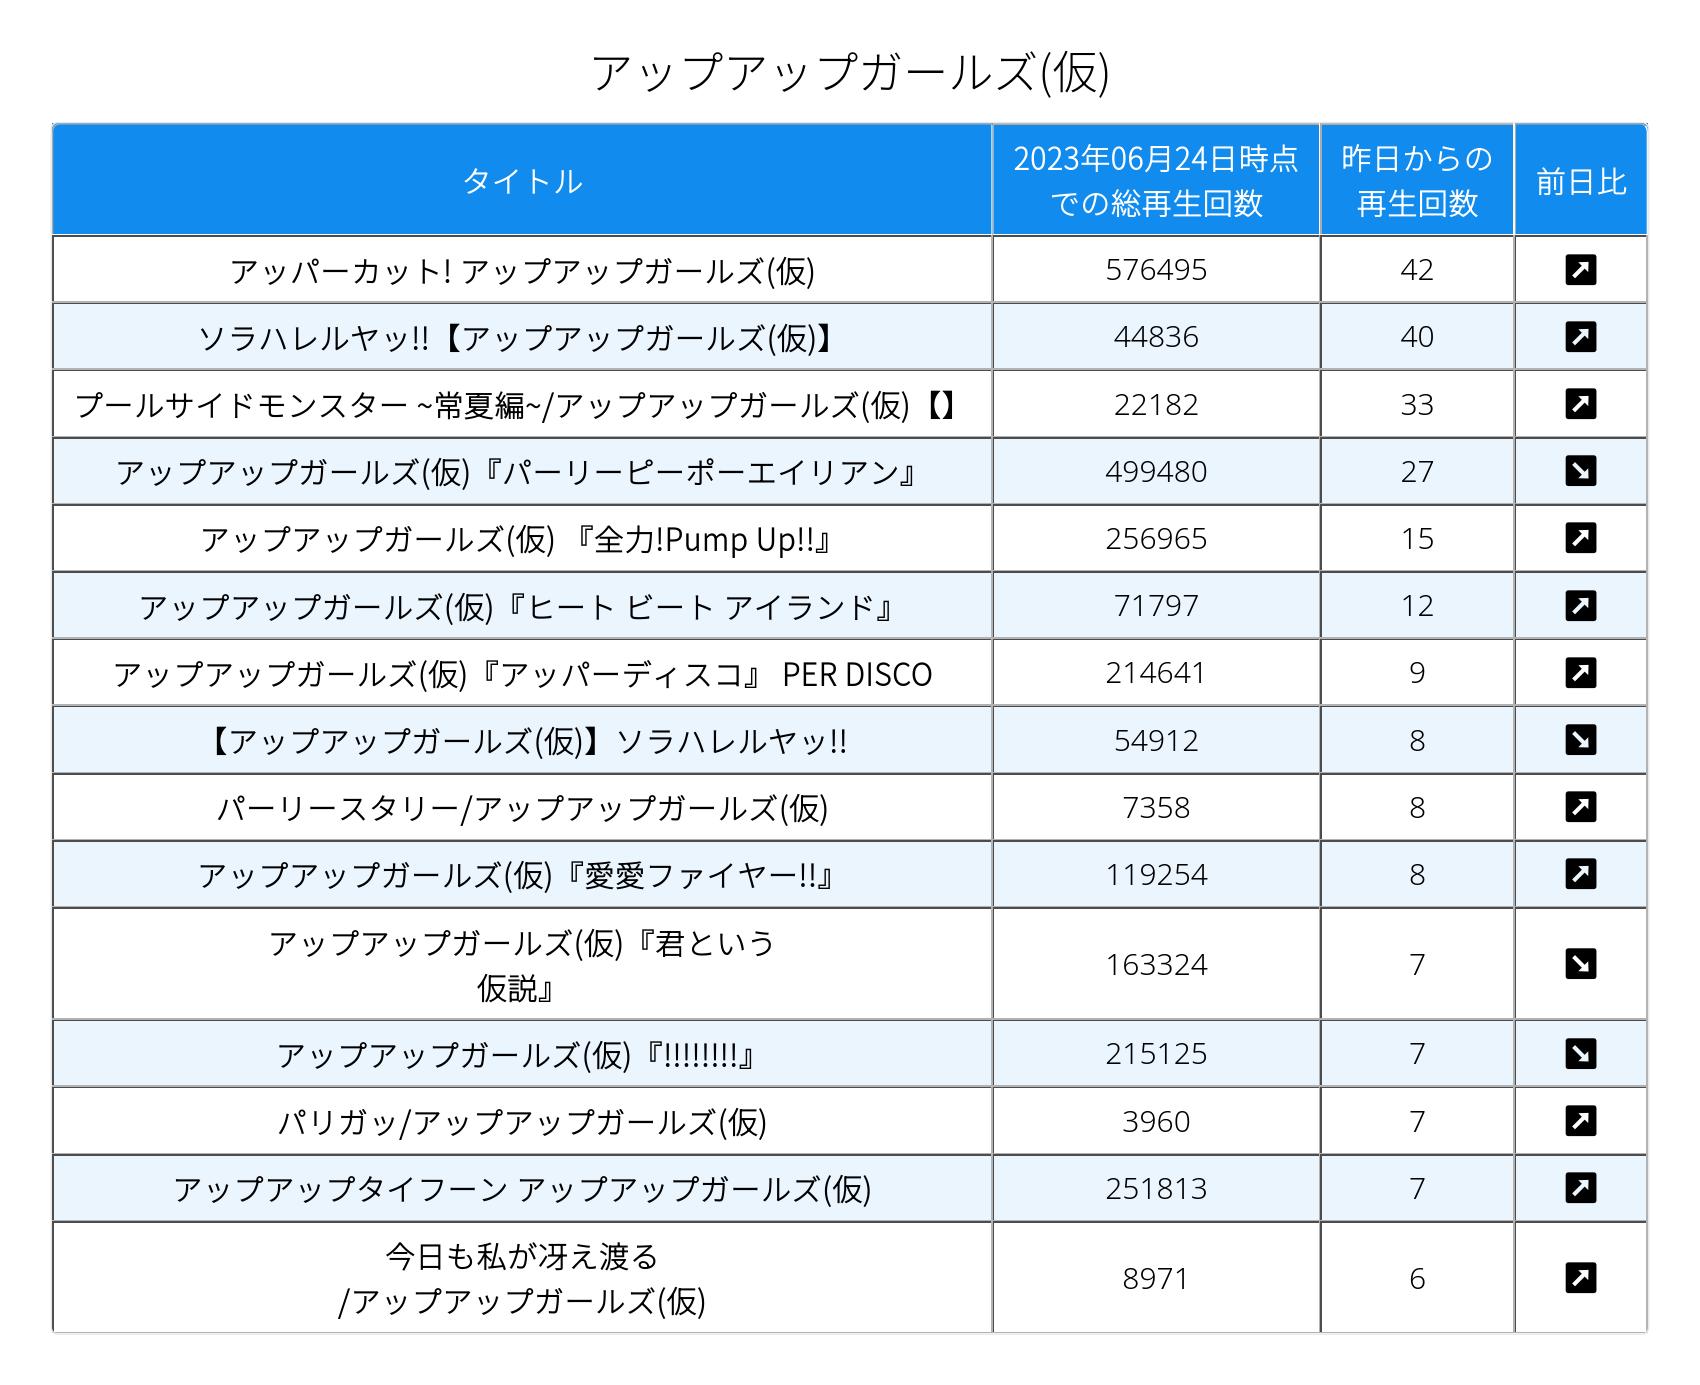 アップアップガールズ(仮)
タイトル 2023年06月24日時点 昨日からの 前日比
での総再生回数 再生回数
アッパーカット! アップアップガールズ(仮) 576495 42
ソラハレルヤッ!!【アップアップガールズ(仮)】 44836 40
プールサイドモンスター ~常夏編~/アップアップガールズ(仮)【】 22182 33
アップアップガールズ(仮)『パーリーピーポーエイリアン』 499480 27
アップアップガールズ(仮) 『全力!Pump Up!!』 256965 15
アップアップガールズ(仮)『ヒート ビート アイランド』 71797 12
アップアップガールズ(仮)『アッパーディスコ』 PER DISCO 214641 9
【アップアップガールズ(仮)】ソラハレルヤッ!! 54912 8
パーリースタリー/アップアップガールズ(仮) 7358 8
アップアップガールズ(仮)『愛愛ファイヤー!!』 119254 8
アップアップガールズ(仮)『君という
仮説』 163324 7
アップアップガールズ(仮)『!!!!!!!!』 215125 7
パリガッ/アップアップガールズ(仮) 3960 7
アップアップタイフーン アップアップガールズ(仮) 251813 7
今日も私が冴え渡る
/アップアップガールズ(仮) 8971 6